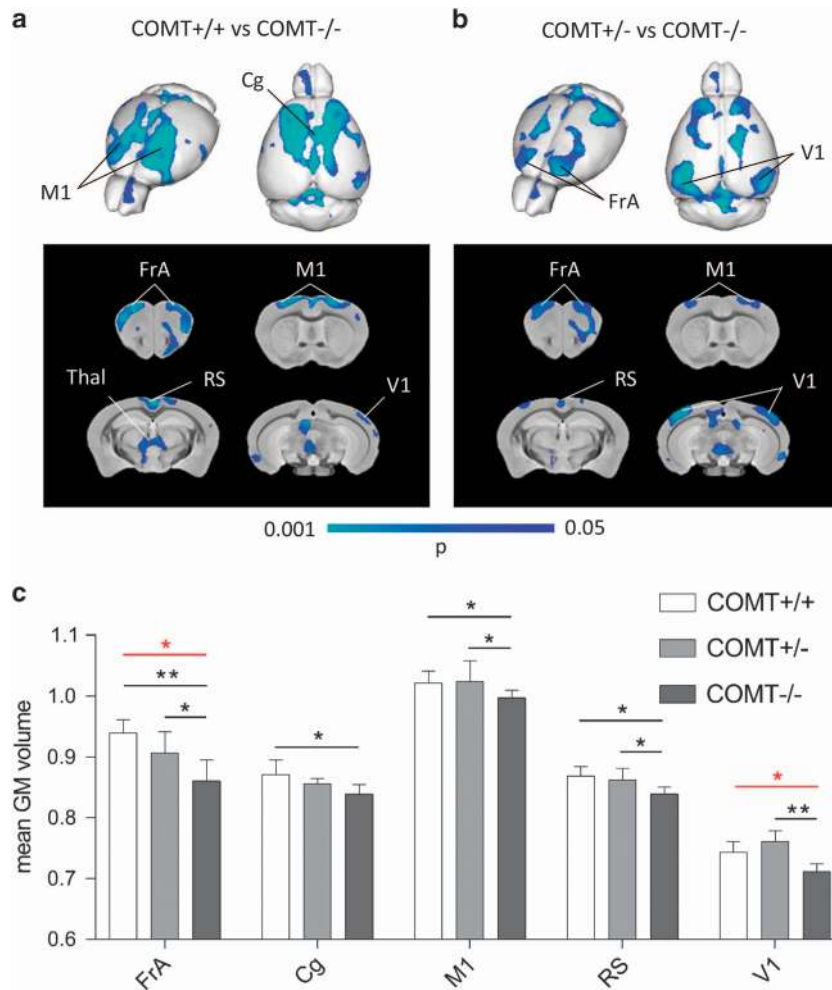 a
COMT+/+ vs COMT-/-
Cg
M1
b
COMT+/- vs COMT-/-
V1
FrA
FrA
M1
Thal
RS
V1
FrA
M1
RS
V1
0.001
0.05
p
c
COMT+/+
COMT+/-
COMT-/-
mean GM volume
1.1
1.0
0.9
0.8
0.7
0.6
*
**
*
*
*
*
*
*
*
**
FrA
Cg
M1
RS
V1